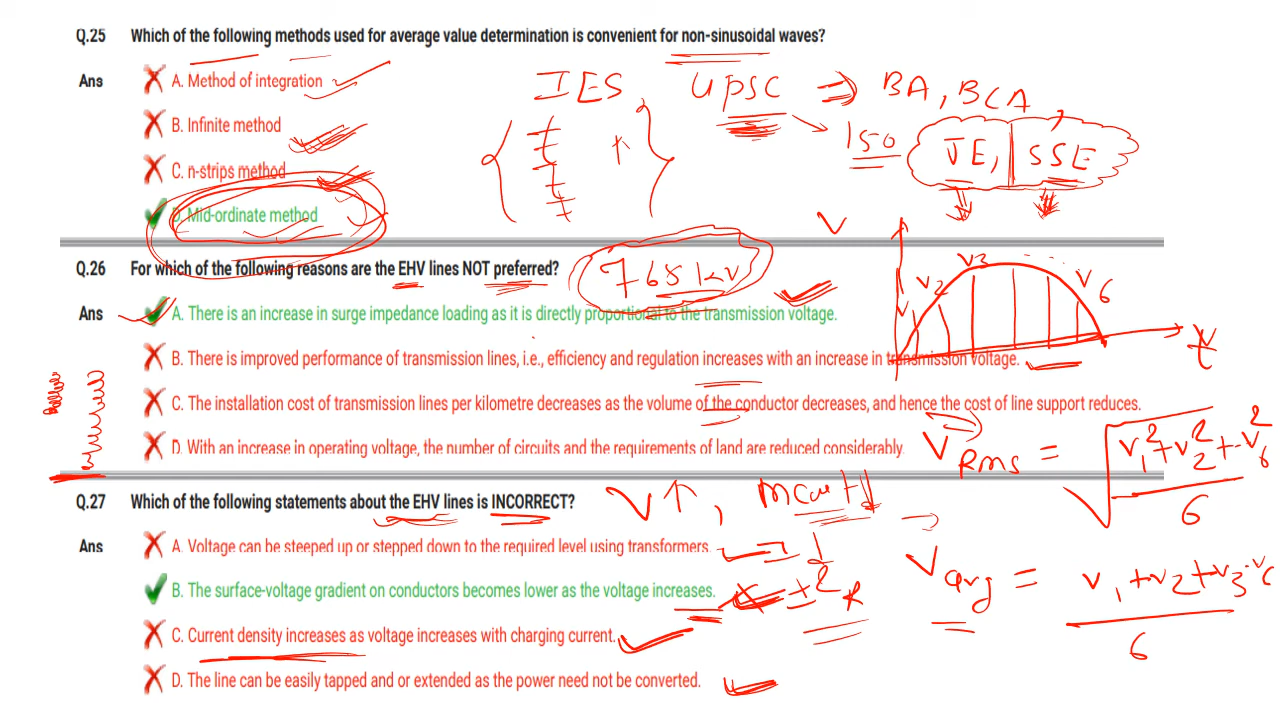 Q.25 Which of the following methods used for average value determination is convenient for non-sinusoidal waves?
Ans A. Method of integration
B. Infinite method
C. n-strips method
D. Mid-ordinate method
IES, UPSC ⇒ BA, BCA,
150 JE, SSE
Q.26 For which of the following reasons are the EHV lines NOT preferred?
765 kv
Ans A. There is an increase in surge impedance loading as it is directly proportional to the transmission voltage.
B. There is improved performance of transmission lines, i.e., efficiency and regulation increases with an increase in transmission voltage.
C. The installation cost of transmission lines per kilometre decreases as the volume of the conductor decreases, and hence the cost of line support reduces.
D. With an increase in operating voltage, the number of circuits and the requirements of land are reduced considerably.
V
V1 V2 V3 V6
t
VRms = √(V1²+V2²+--V6²)/6
Q.27 Which of the following statements about the EHV lines is INCORRECT?
V↑,
Ans A. Voltage can be steeped up or stepped down to the required level using transformers.
B. The surface-voltage gradient on conductors becomes lower as the voltage increases.
C. Current density increases as voltage increases with charging current.
D. The line can be easily tapped and or extended as the power need not be converted.
I²R
Vavg = V1+V2+V3--V6/6